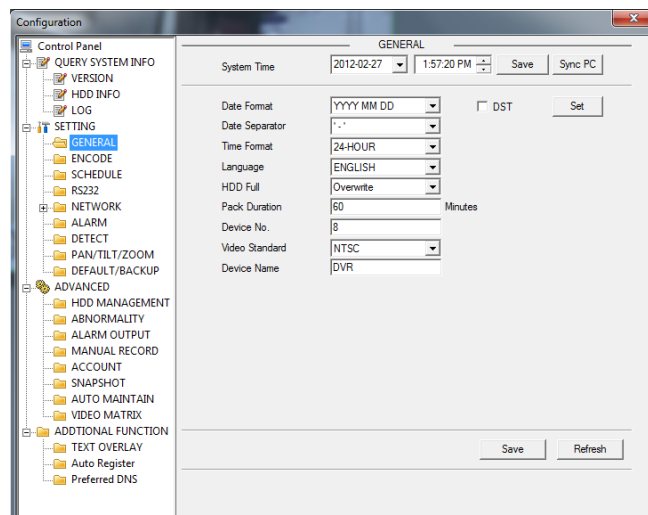 Configuration
Control Panel
QUERY SYSTEM INFO
VERSION
HDD INFO
LOG
SETTING
GENERAL
ENCODE
SCHEDULE
RS232
NETWORK
ALARM
DETECT
PAN/TILT/ZOOM
DEFAULT/BACKUP
ADVANCED
HDD MANAGEMENT
ABNORMALITY
ALARM OUTPUT
MANUAL RECORD
ACCOUNT
SNAPSHOT
AUTO MAINTAIN
VIDEO MATRIX
ADDTIONAL FUNCTION
TEXT OVERLAY
Auto Register
Preferred DNS
GENERAL
System Time 2012-02-27 1:57:20 PM Save Sync PC
Date Format YYYY MM DD DST Set
Date Separator '-'
Time Format 24-HOUR
Language ENGLISH
HDD Full Overwrite
Pack Duration 60 Minutes
Device No. 8
Video Standard NTSC
Device Name DVR
Save Refresh